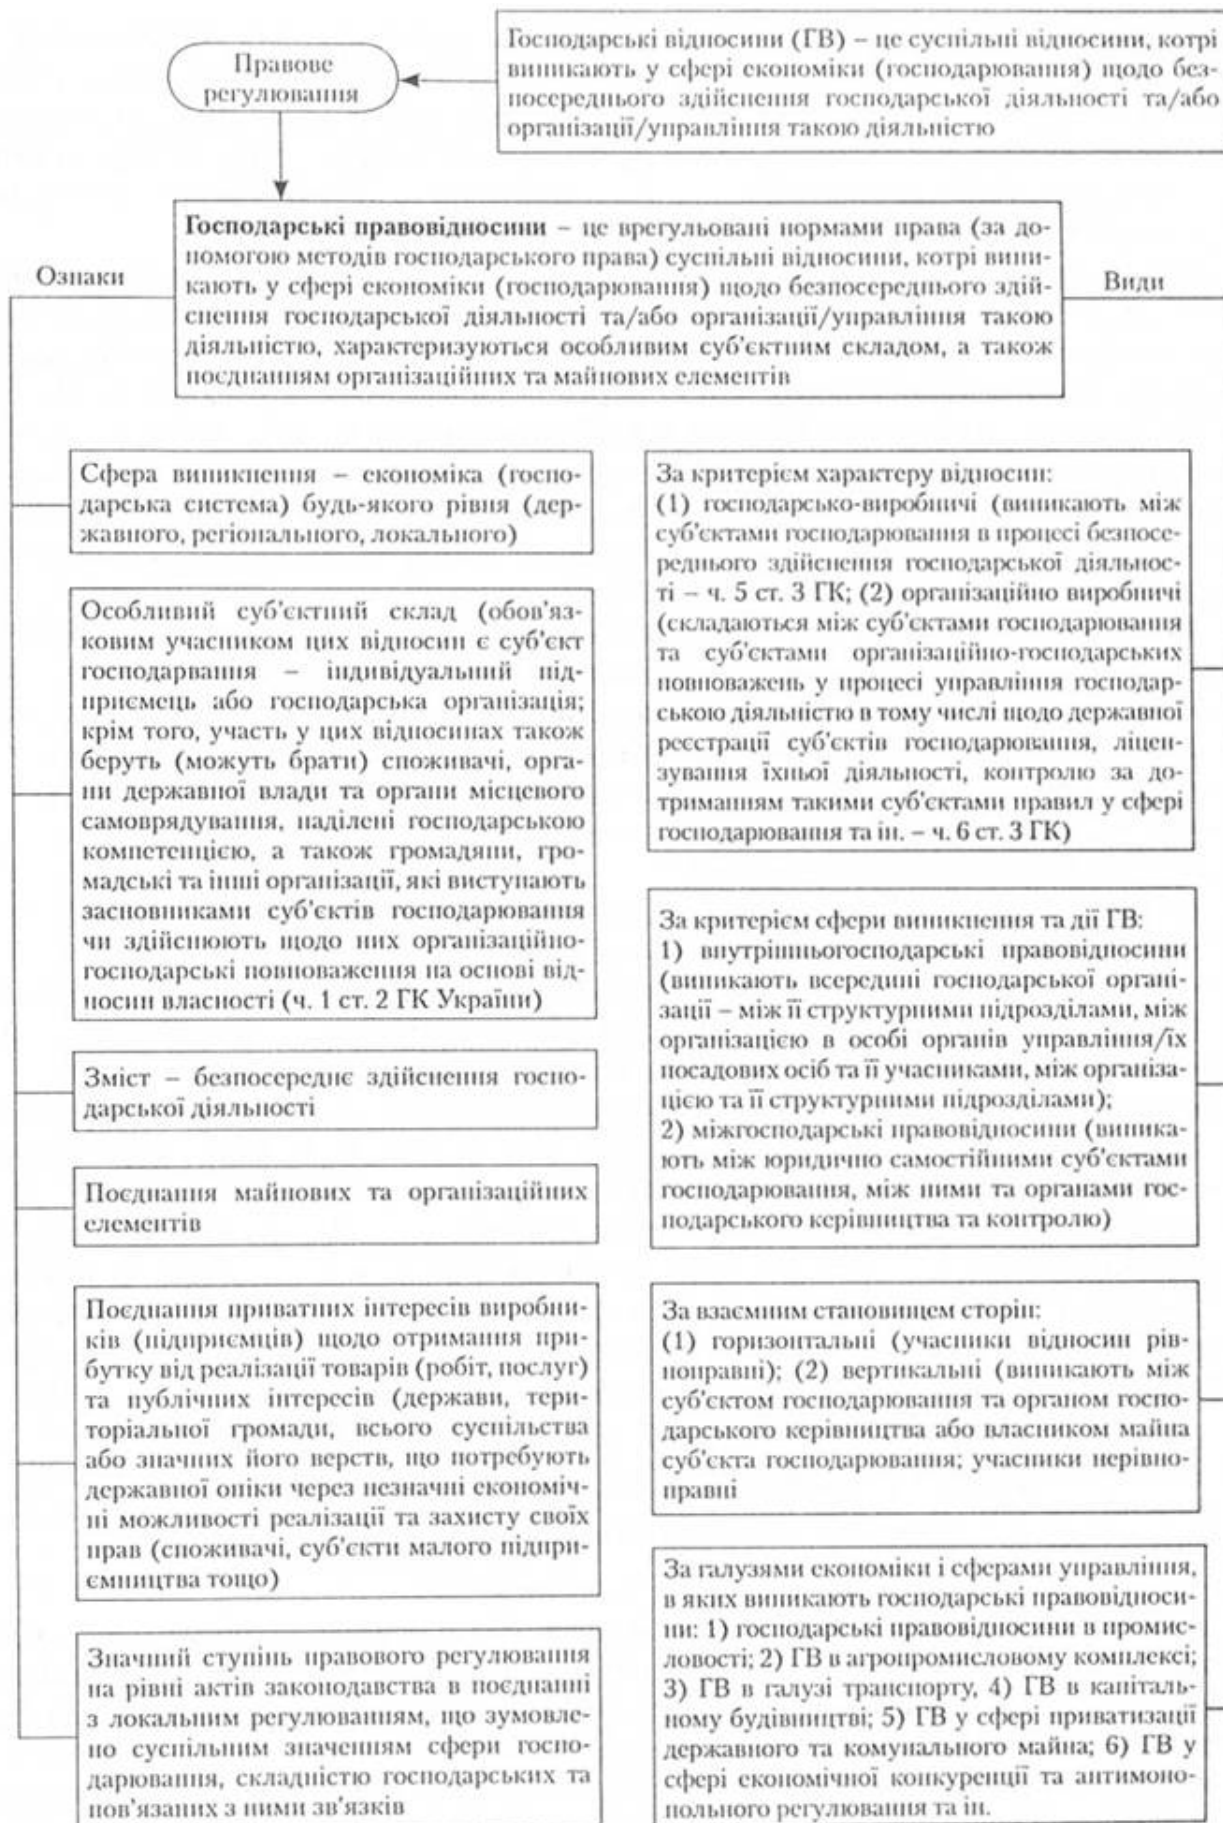 Правове
регулювання
Господарські відносини (ГВ) – це суспільні відносини, котрі
виникають у сфері економіки (господарювання) щодо без-
посереднього здійснення господарської діяльності та/або
організації/управління такою діяльністю
Господарські правовідносини – це врегульовані нормами права (за до-
помогою методів господарського права) суспільні відносини, котрі вини-
кають у сфері економіки (господарювання) щодо безпосереднього здій-
снення господарської діяльності та/або організації/управління такою
діяльністю, характеризуються особливим суб'єктним складом, а також
поєднанням організаційних та майнових елементів
Ознаки
Види
Сфера виникнення – економіка (госпо-
дарська система) будь-якого рівня (дер-
жавного, регіонального, локального)
Особливий суб'єктний склад (обов'яз-
ковим учасником цих відносин є суб'єкт
господарвання – індивідуальний під-
приємець або господарська організація;
крім того, участь у цих відносинах також
беруть (можуть брати) споживачі, орга-
ни державної влади та органи місцевого
самоврядування, наділені господарською
компетенцією, а також громадяни, гро-
мадські та інші організації, які виступають
засновниками суб'єктів господарювання
чи здійснюють щодо них організаційно-
господарські повноваження на основі від-
носин власності (ч. 1 ст. 2 ГК України)
Зміст – безпосереднє здійснення госпо-
дарської діяльності
Поєднання майнових та організаційних
елементів
Поєднання приватних інтересів виробни-
ків (підприємців) щодо отримання при-
бутку від реалізації товарів (робіт, послуг)
та публічних інтересів (держави, тери-
торіальної громади, всього суспільства
або значних його верств, що потребують
державної опіки через незначні економіч-
ні можливості реалізації та захисту своїх
прав (споживачі, суб'єкти малого підпри-
ємництва тощо)
Значний ступінь правового регулювання
на рівні актів законодавства в поєднанні
з локальним регулюванням, що зумовле-
но суспільним значенням сфери госпо-
дарювання, складністю господарських та
пов'язаних з ними зв'язків
За критерієм характеру відносин:
(1) господарсько-виробничі (виникають між
суб'єктами господарювання в процесі безпосе-
реднього здійснення господарської діяльнос-
ті – ч. 5 ст. 3 ГК; (2) організаційно виробничі
(складаються між суб'єктами господарювання
та суб'єктами організаційно-господарських
повноважень у процесі управління господар-
ською діяльністю в тому числі щодо державної
реєстрації суб'єктів господарювання, ліцен-
зування їхньої діяльності, контролю за до-
триманням такими суб'єктами правил у сфері
господарювання та ін. – ч. 6 ст. 3 ГК)
За критерієм сфери виникнення та дії ГВ:
1) внутрішньогосподарські правовідносини
(виникають всередині господарської органі-
зації – між її структурними підрозділами, між
організацією в особі органів управління/їх
посадових осіб та її учасниками, між організа-
цією та її структурними підрозділами);
2) міжгосподарські правовідносини (виника-
ють між юридично самостійними суб'єктами
господарювання, між ними та органами гос-
подарського керівництва та контролю)
За взаємним становищем сторін:
(1) горизонтальні (учасники відносин рів-
ноправні); (2) вертикальні (виникають між
суб'єктом господарювання та органом госпо-
дарського керівництва або власником майна
суб'єкта господарювання; учасники нерівно-
правні
За галузями економіки і сферами управління,
в яких виникають господарські правовідноси-
ни: 1) господарські правовідносини в промис-
ловості; 2) ГВ в агропромисловому комплексі;
3) ГВ в галузі транспорту, 4) ГВ в капіталь-
ному будівництві; 5) ГВ у сфері приватизації
державного та комунального майна; 6) ГВ у
сфері економічної конкуренції та антимоно-
польного регулювання та ін.